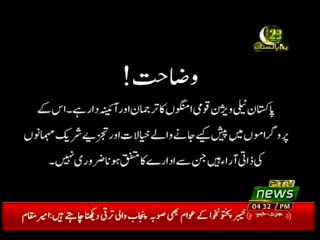 23
یوم پاکستان
وضاحت !
پاکستان ٹیلی ویژن قومی امنگوں کا ترجمان اور آئینہ دار ہے۔ اس کے
پروگراموں میں پیش کیے جانے والے خیالات اور تجزیے شریک مہمانوں
کی ذاتی آراء ہیں جن سے ادارے کا متفق ہونا ضروری نہیں۔
PTV
news
04:32 PM
خیبر پختونخوا کے عوام بھی صوبہ پنجاب والی ترقی دیکھنا چاہتے ہیں: امیر مقام